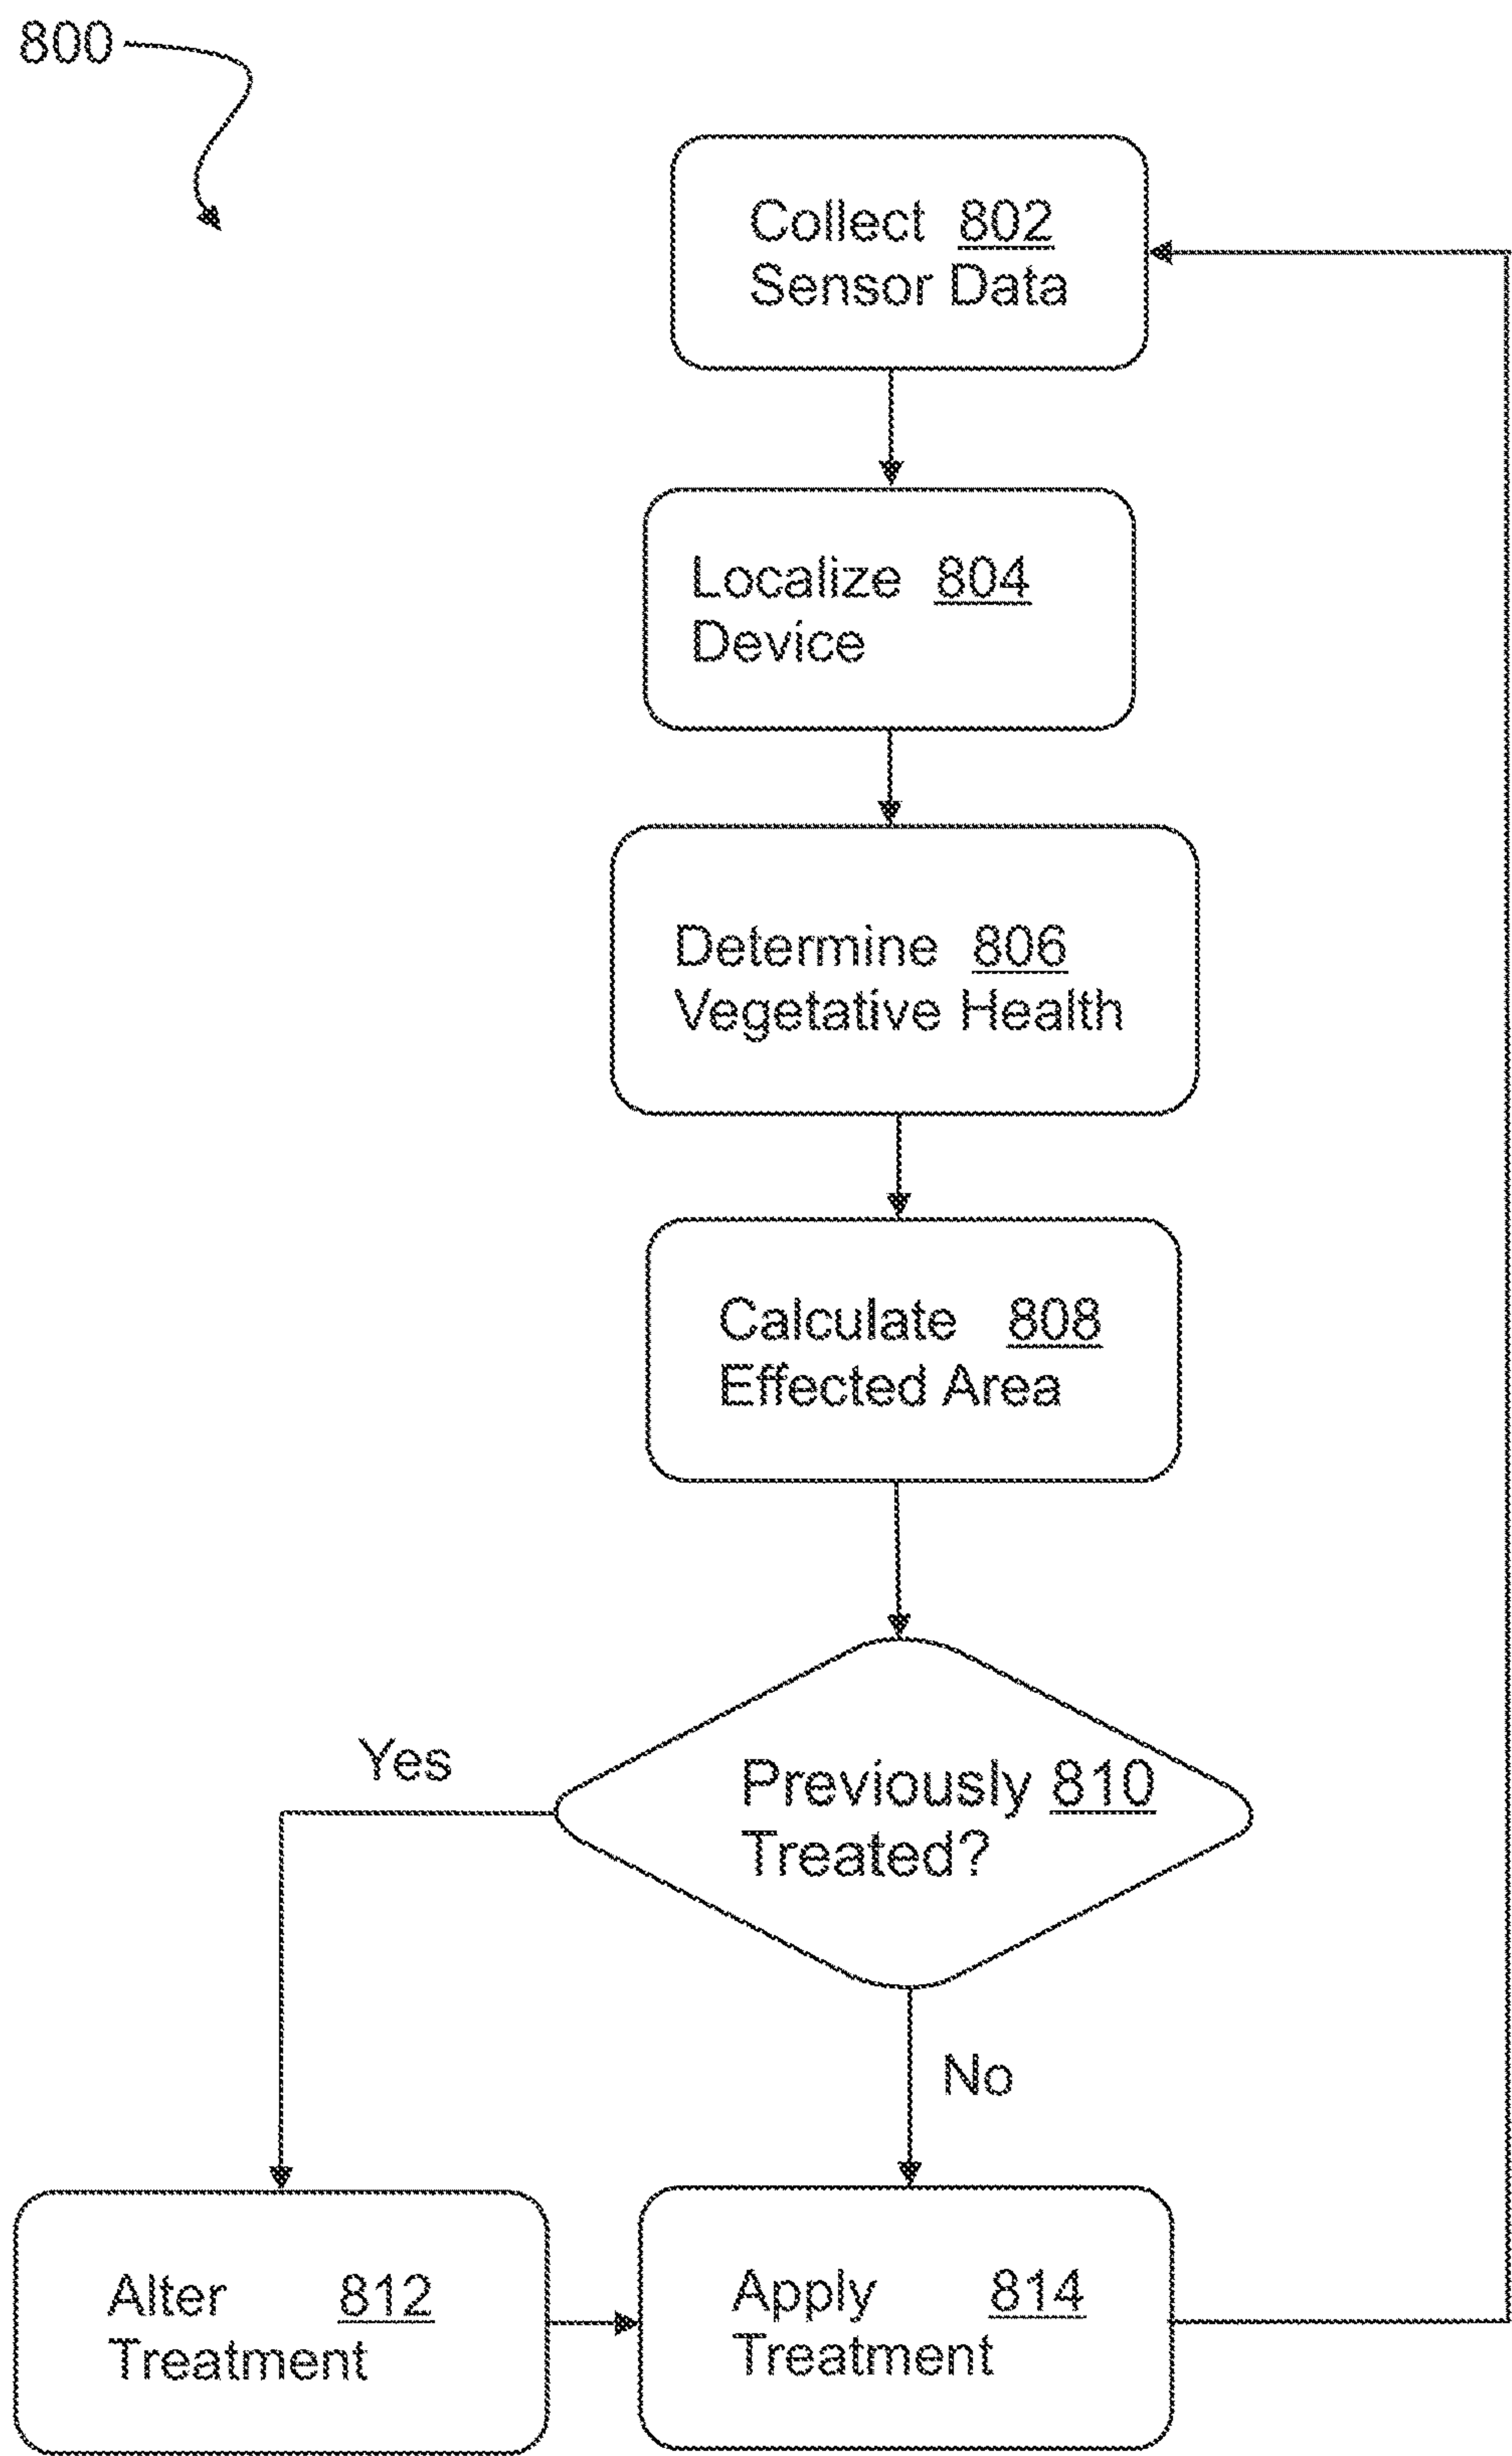 800
Collect 802
Sensor Data
Localize 804
Device
Determine 806
Vegetative Health
Calculate 808
Effected Area
Yes
Previously 810
Treated?
No
Alter 812
Treatment
Apply 814
Treatment